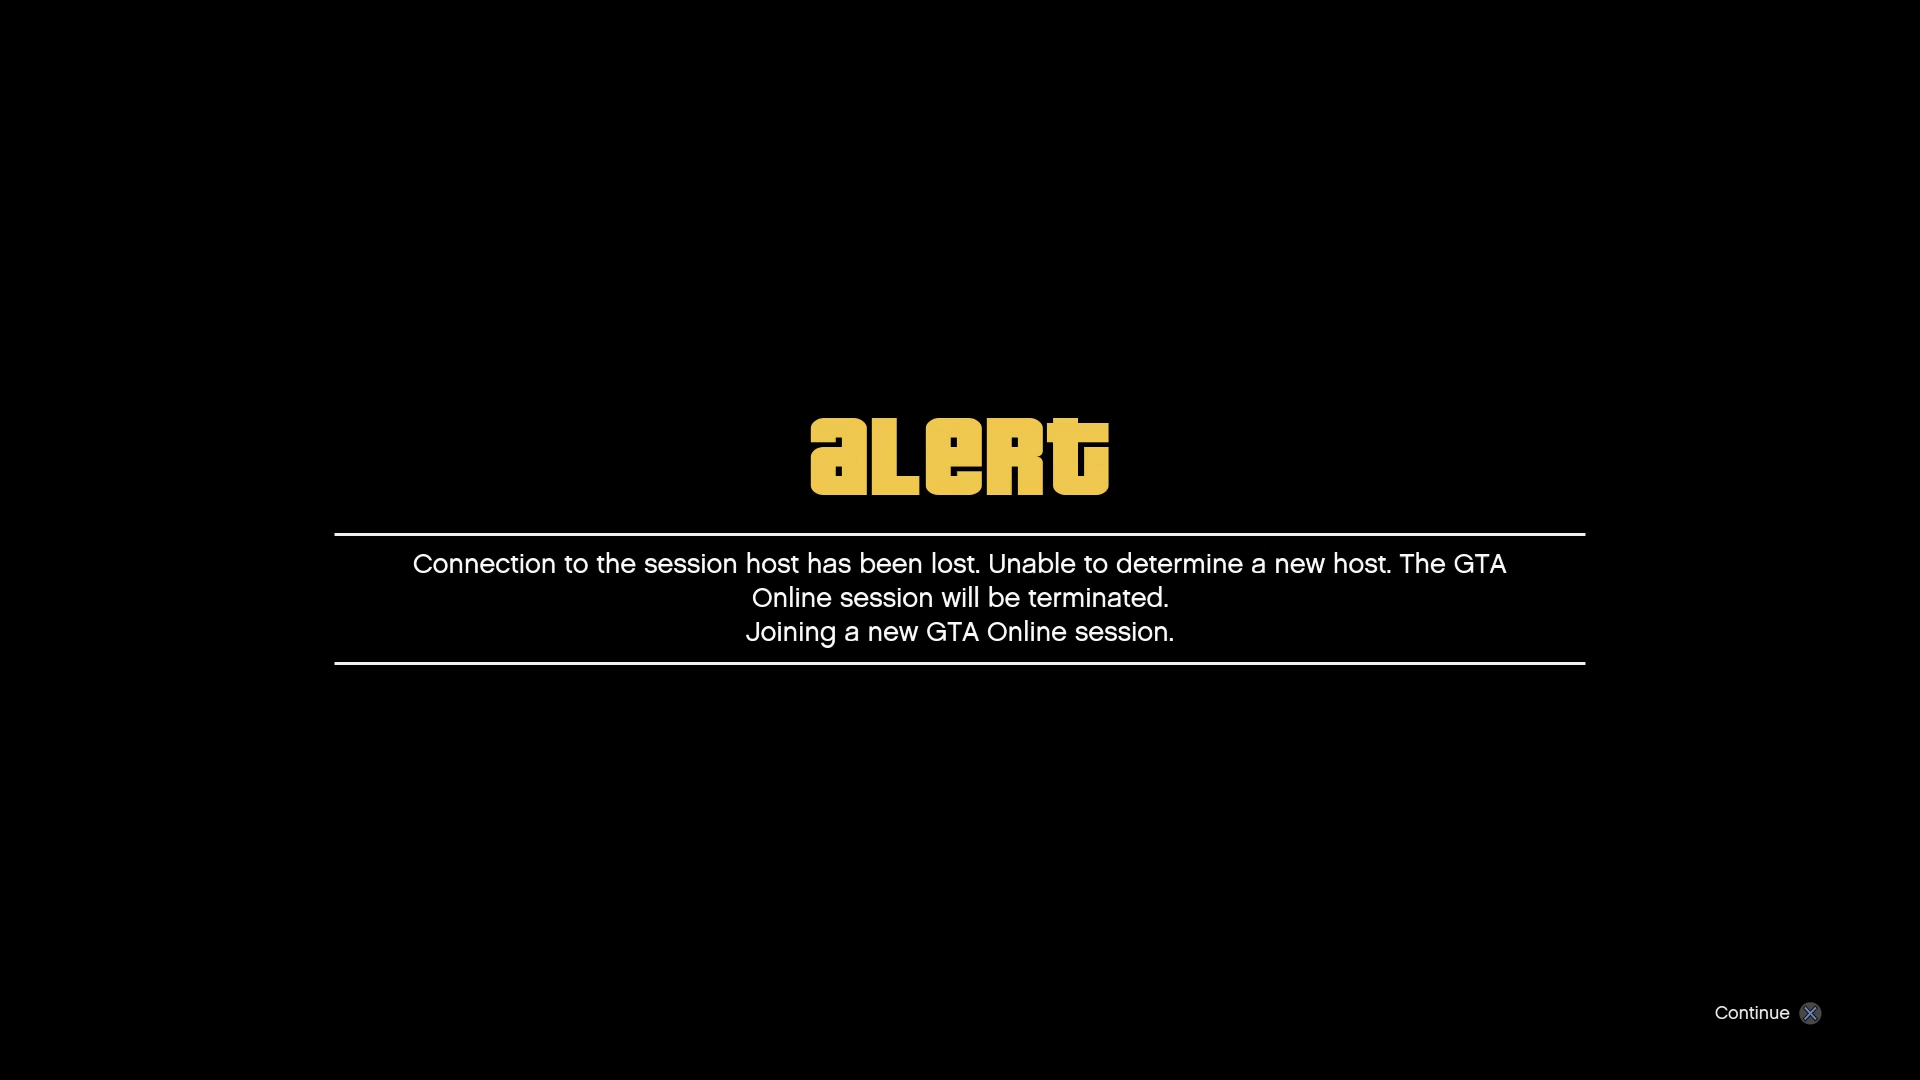 aLeRt
Connection to the session host has been lost. Unable to determine a new host. The GTA
Online session will be terminated.
Joining a new GTA Online session.
Continue